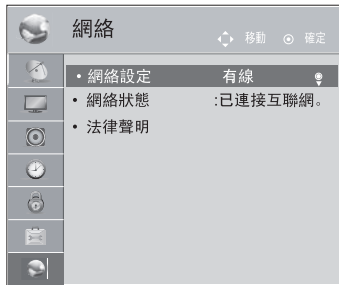 網絡
移動 確定
• 網絡設定 有線
• 網絡狀態 :已連接互聯網。
• 法律聲明